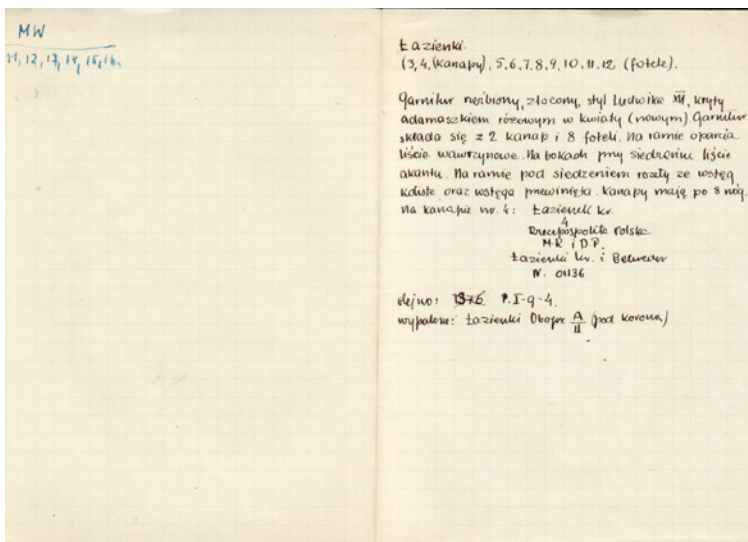 MW
11, 12, 13, 14, 15, 16.
Łazienki.
(3, 4, (kanapy), 5, 6, 7, 8, 9, 10, 11, 12 (fotele).
Garnitur rzeźbiony, złocony, styl Ludwika XVI, kryty
adamaszkiem różowym w kwiaty (nowym). Garnitur
składa się z 2 kanap i 8 foteli. Na ramie oparcia
liście wawrzynowe. Na bokach przy siedzeniu liście
akantu. Na ramie pod siedzeniem rozety ze wstęgą
koliste oraz wstęga przewinięta. Kanapy mają po 8 nóg.
Na kanapie nr. 4: Łazienek kr.
4
Rzeczpospolita Polska
M.R i D.P.
Łazienki Kr. i Belweder
N. 01136
olejno: 1376 P.I-9-4.
wypalone: Łazienki A II (pod koroną)